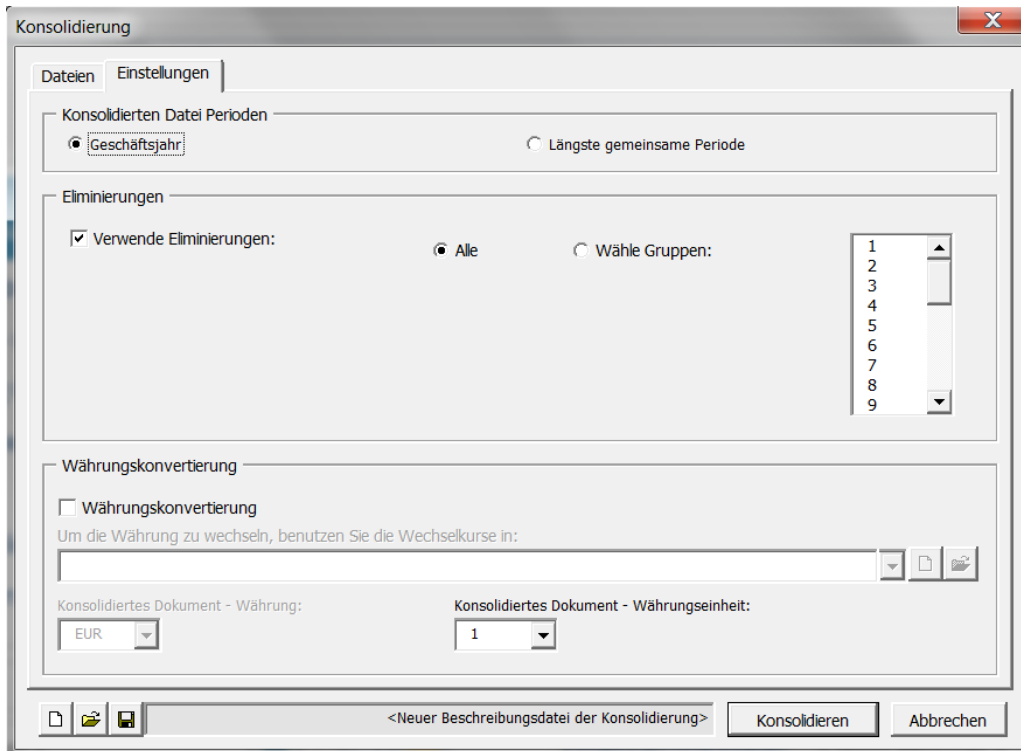 Konsolidierung
X
Dateien Einstellungen
Konsolidierten Datei Perioden
Geschäftsjahr Längste gemeinsame Periode
Eliminierungen
Verwende Eliminierungen: Alle Wähle Gruppen:
1
2
3
4
5
6
7
8
9
Währungskonvertierung
Währungskonvertierung
Um die Währung zu wechseln, benutzen Sie die Wechselkurse in:
Konsolidiertes Dokument - Währung: Konsolidiertes Dokument - Währungseinheit:
EUR 1
<Neuer Beschreibungsdatei der Konsolidierung> Konsolidieren Abbrechen